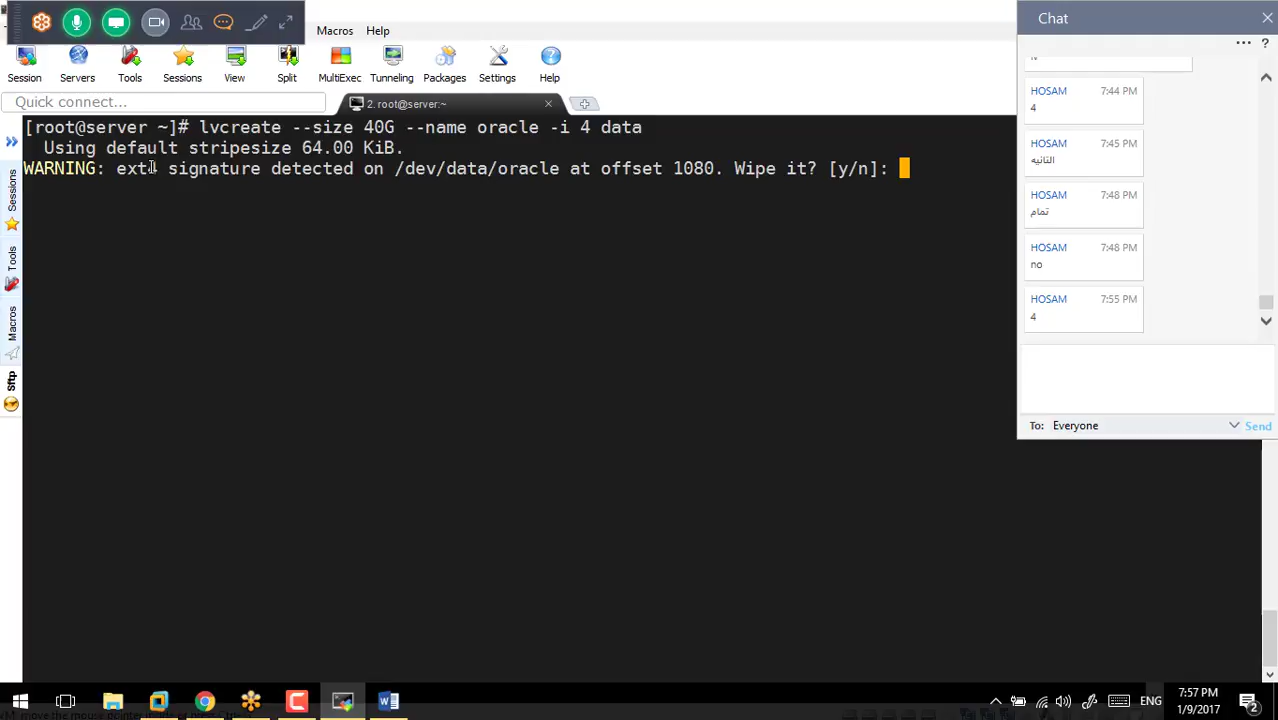 Macros Help
Session Servers Tools Sessions View Split MultiExec Tunneling Packages Settings Help
Quick connect...
2. root@server:~
[root@server ~]# lvcreate --size 40G --name oracle -i 4 data
Using default stripesize 64.00 KiB.
WARNING: ext signature detected on /dev/data/oracle at offset 1080. Wipe it? [y/n]:
Sessions
Tools
Macros
Sftp
Chat
?
HOSAM 7:44 PM
4
HOSAM 7:45 PM
التانيه
HOSAM 7:48 PM
تمام
HOSAM 7:48 PM
no
HOSAM 7:55 PM
4
To: Everyone Send
ENG
7:57 PM
1/9/2017
2